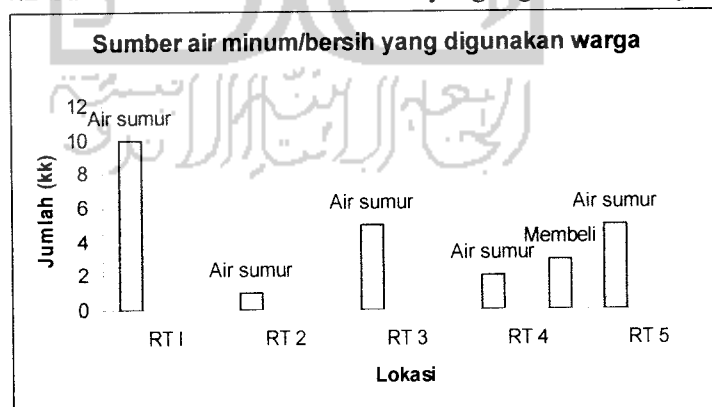 Sumber air minum/bersih yang digunakan warga
Jumlah (kk)
12
10
8
6
4
2
0
Air sumur
Air sumur
Air sumur
Air sumur
Membeli
Air sumur
RT I
RT 2
RT 3
RT 4
RT 5
Lokasi